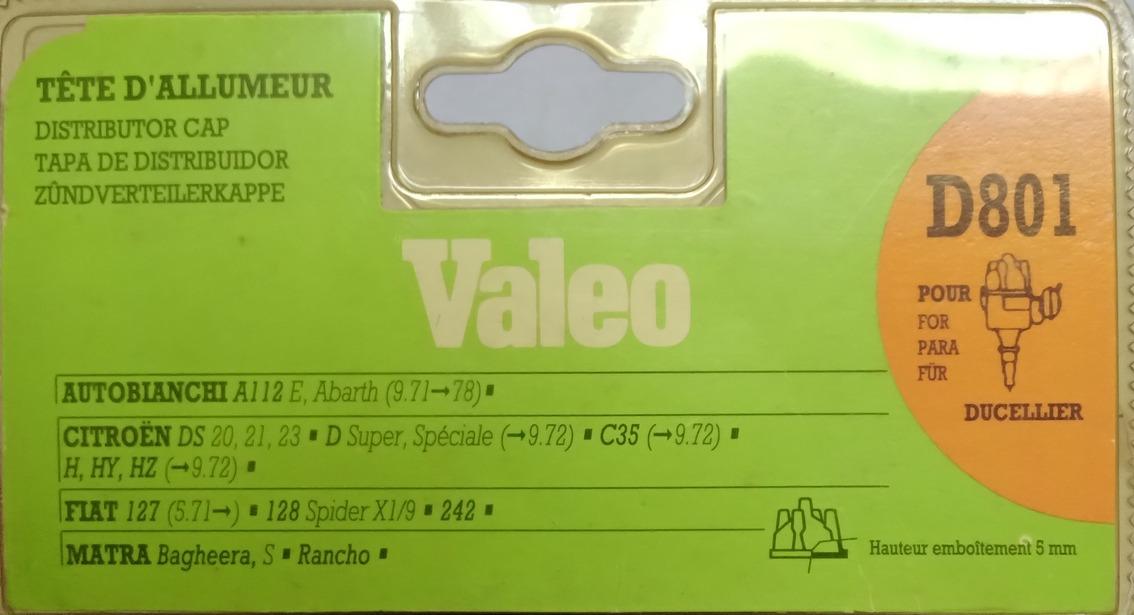 TÊTE D'ALLUMEUR
DISTRIBUTOR CAP
TAPA DE DISTRIBUIDOR
ZÛNDVERTEILERKAPPE
Valeo
D801
POUR
FOR
PARA
FÜR
DUCELLIER
AUTOBIANCHI A112 E, Abarth (9.71→78) ▪
CITROËN DS 20, 21, 23 ▪ D Super, Spéciale (→9.72) ▪ C35 (→9.72) ▪
H, HY, HZ (→9.72) ▪
FIAT 127 (5.71→) ▪ 128 Spider X1/9 ▪ 242 ▪
MATRA Bagheera, S ▪ Rancho ▪
Hauteur emboîtement 5 mm